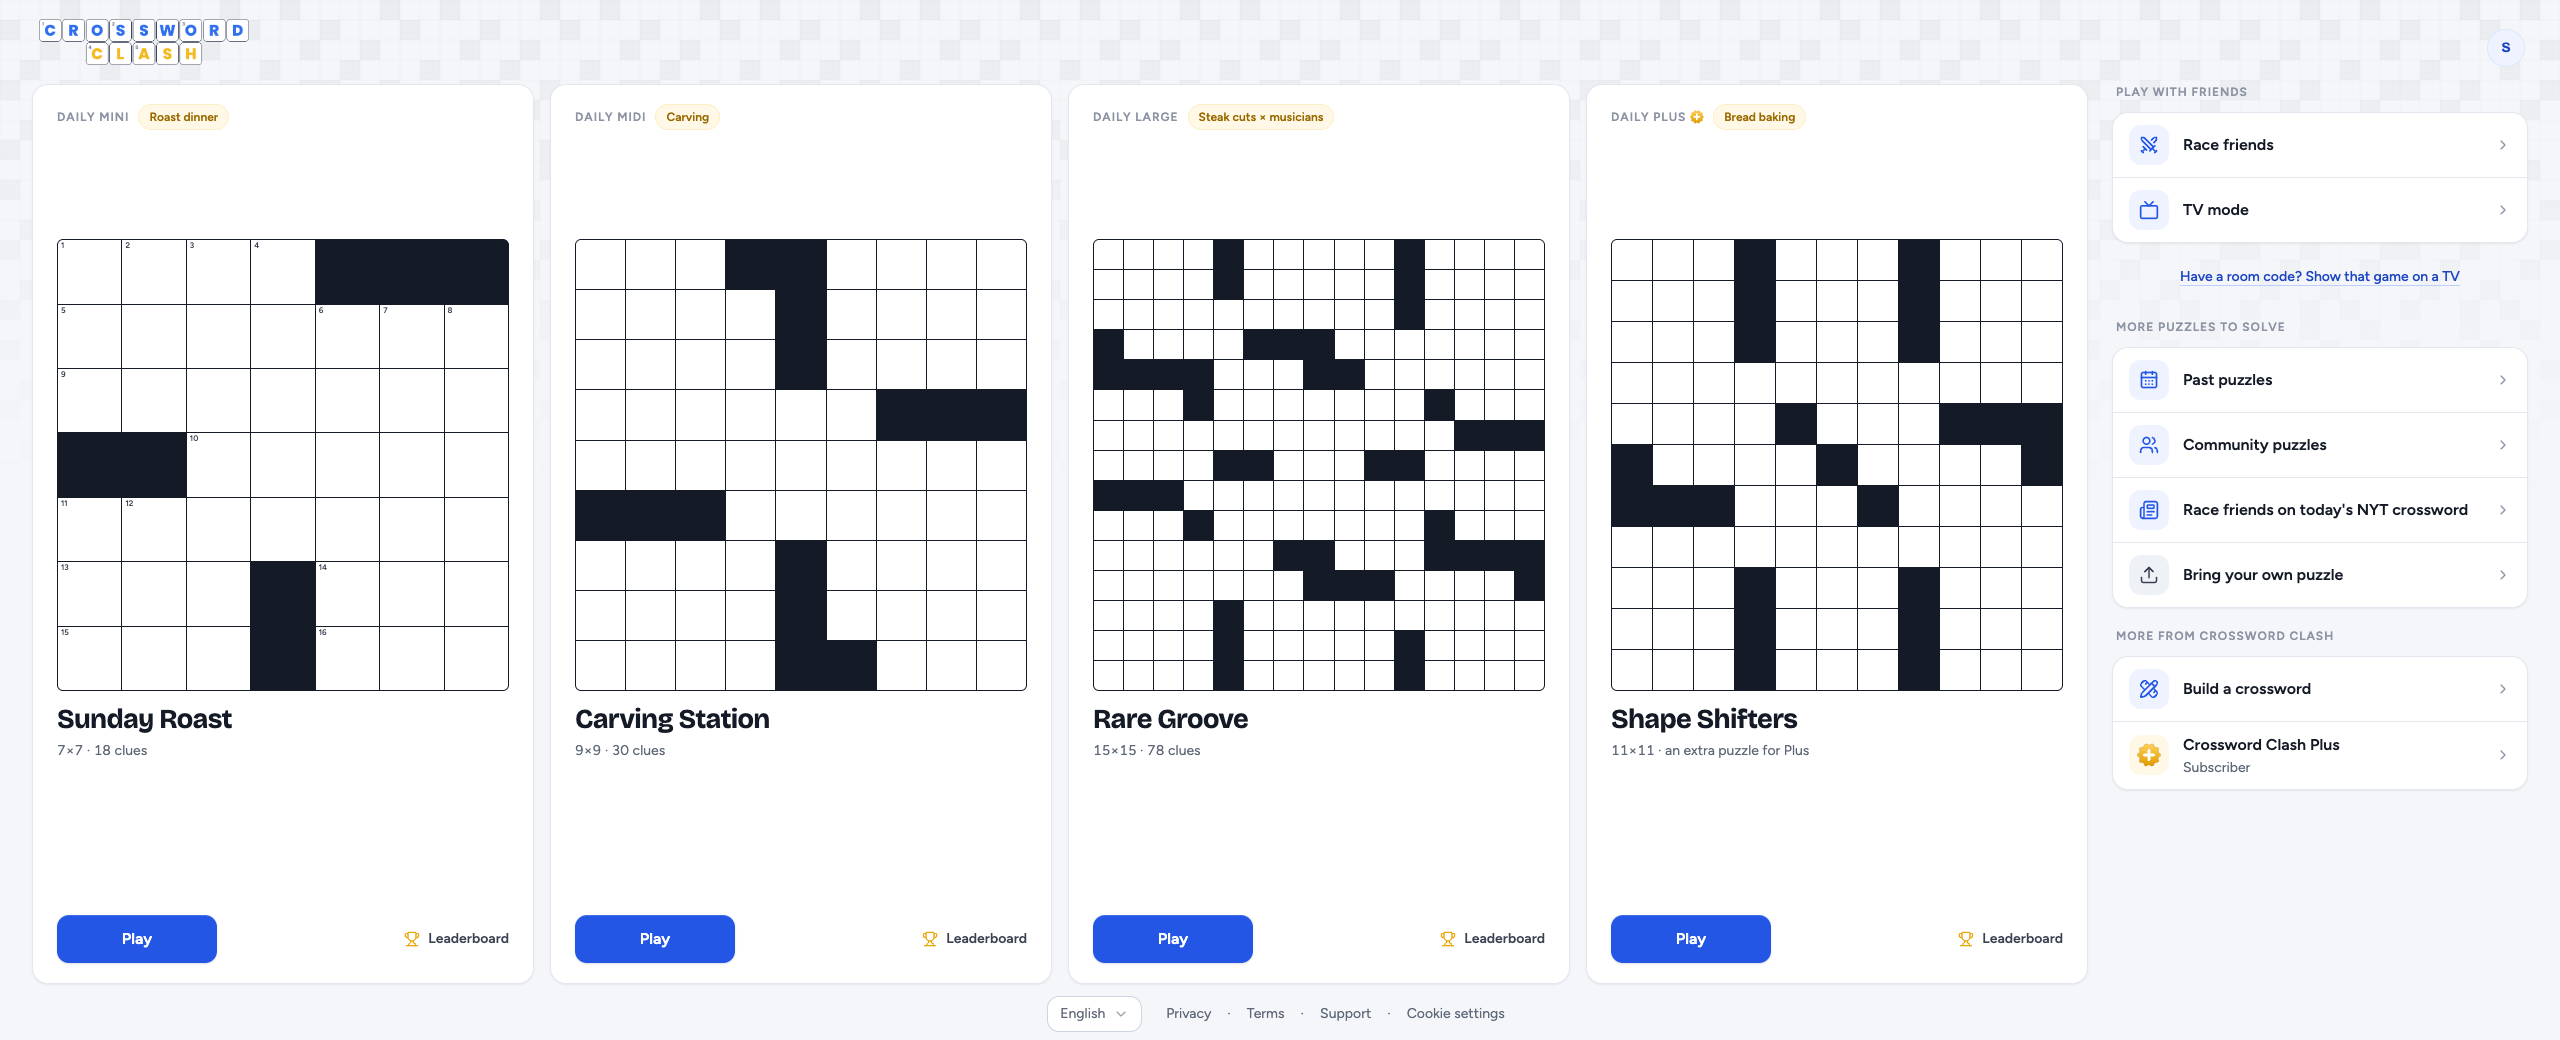 CROSSWORD
CLASH
S
DAILY MINI Roast dinner
1 2 3 4
5 6 7 8
9
10
11 12
13 14
15 16
Sunday Roast
7×7 · 18 clues
Play Leaderboard
DAILY MIDI Carving
Carving Station
9×9 · 30 clues
Play Leaderboard
DAILY LARGE Steak cuts × musicians
Rare Groove
15×15 · 78 clues
Play Leaderboard
DAILY PLUS Bread baking
Shape Shifters
11×11 · an extra puzzle for Plus
Play Leaderboard
PLAY WITH FRIENDS
Race friends
TV mode
Have a room code? Show that game on a TV
MORE PUZZLES TO SOLVE
Past puzzles
Community puzzles
Race friends on today's NYT crossword
Bring your own puzzle
MORE FROM CROSSWORD CLASH
Build a crossword
Crossword Clash Plus
Subscriber
English Privacy · Terms · Support · Cookie settings